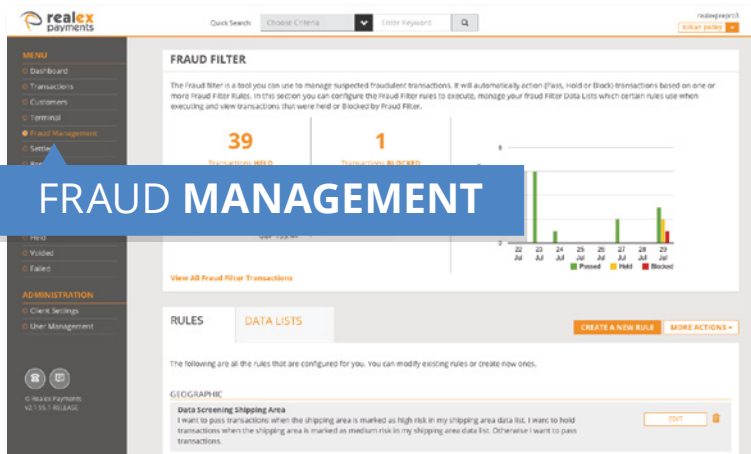 realex
payments
Quick Search Choose Criteria Enter Keyword
realexprepro3
MENU
Dashboard
Transactions
Customers
Terminal
Fraud Management
FRAUD FILTER
The Fraud filter is a tool you can use to manage suspected fraudulent transactions. It will automatically action (Pass, Hold or Block) transactions based on one or
more Fraud Filter Rules. In this section you can configure the Fraud Filter rules to execute, manage your fraud Filter Data Lists which certain rules use when
executing and view transactions that were held or Blocked by Fraud Filter.
39
Transactions HELD
1
Transactions BLOCKED
FRAUD MANAGEMENT
Held
Voided
Failed
8
0
22 23 24 25 26 27 28 29
Jul Jul Jul Jul Jul Jul Jul Jul
Passed Held Blocked
View All Fraud Filter Transactions
ADMINISTRATION
Client Settings
User Management
© Realex Payments
v2.1.55.1-RELEASE
RULES
DATA LISTS
CREATE A NEW RULE
MORE ACTIONS
The following are all the rules that are configured for you. You can modify existing rules or create new ones.
GEOGRAPHIC
Data Screening Shipping Area
I want to pass transactions when the shipping area is marked as high risk in my shipping area data list. I want to hold
transactions when the shipping area is marked as medium risk in my shipping area data list. Otherwise I want to pass
transactions.
EDIT